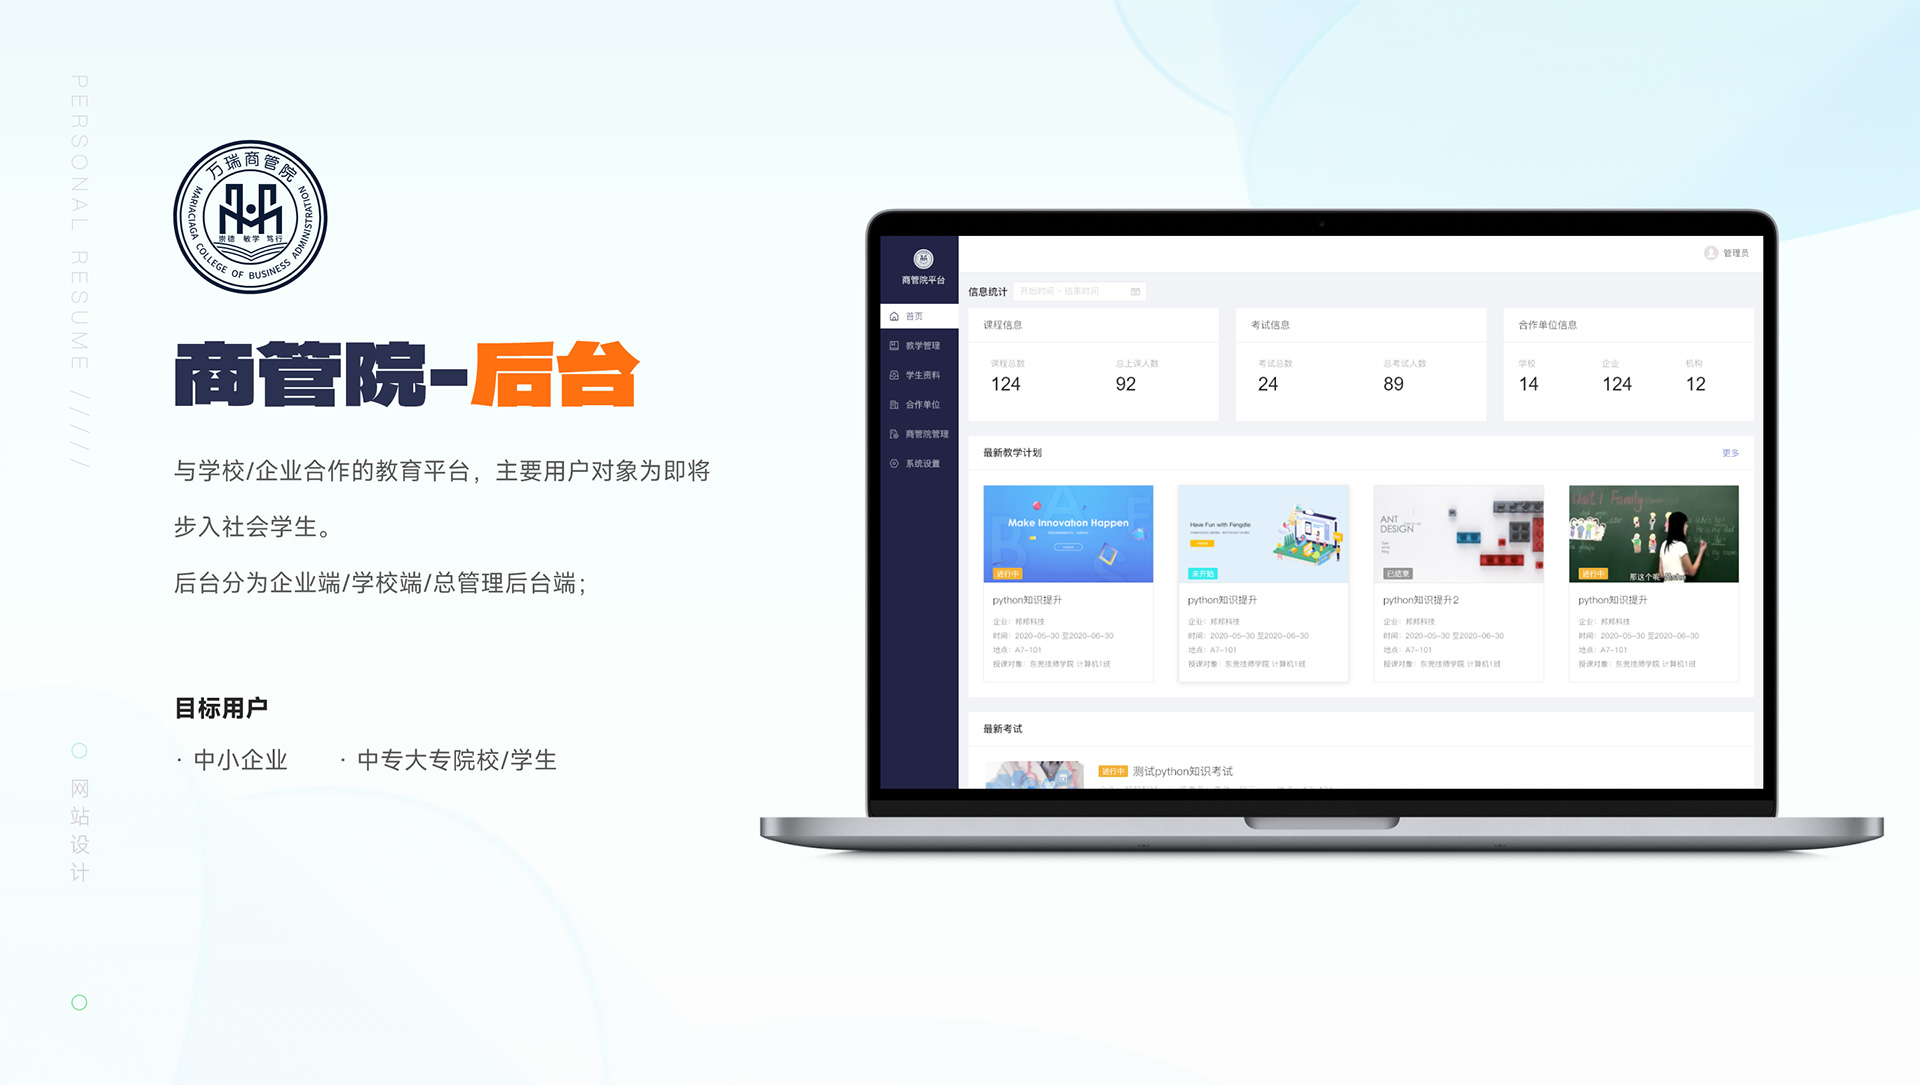 PERSONAL RESUME /////
万瑞商管院
MARIACIAGA COLLEGE OF BUSINESS ADMINISTRATION
崇德 敏学 笃行
商管院-后台
与学校/企业合作的教育平台，主要用户对象为即将
步入社会学生。
后台分为企业端/学校端/总管理后台端；
目标用户
· 中小企业 · 中专大专院校/学生
网站设计
商管院平台
首页
教学管理
学生资料
合作单位
商管院管理
系统设置
管理员
信息统计 开始时间 - 结束时间
课程信息
课程总数 总上课人数
124 92
考试信息
考试总数 总考试人数
24 89
合作单位信息
学校 企业 机构
14 124 12
最新教学计划 更多
Make Innovation Happen
进行中
python知识提升
企业：邦邦科技
时间：2020-05-30 至2020-06-30
地点：A7-101
授课对象：东莞技师学院 计算机1班
Have Fun with Fengdie
未开始
python知识提升
企业：邦邦科技
时间：2020-05-30 至2020-06-30
地点：A7-101
授课对象：东莞技师学院 计算机1班
ANT
DESIGN
已结束
python知识提升2
企业：邦邦科技
时间：2020-05-30 至2020-06-30
地点：A7-101
授课对象：东莞技师学院 计算机1班
Unit 1 Family
那这个呢
进行中
python知识提升
企业：邦邦科技
时间：2020-05-30 至2020-06-30
地点：A7-101
授课对象：东莞技师学院 计算机1班
最新考试
进行中 测试python知识考试